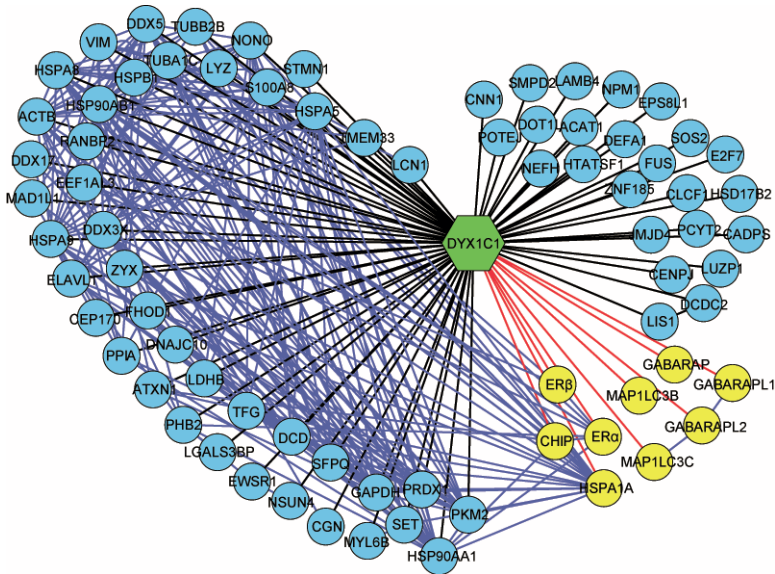 DDX5
TUBB2B
VIM
NONO
TUBA1C
LYZ
STMN1
HSPA8
HSPB1
S100A8
HSP90AB1
HSPA5
ACTB
TMEM33
RANBP2
LCN1
DDX17
EEF1AL3
MAD1L1
DDX3X
HSPA9
ZYX
ELAVL1
FHOD1
CEP170
DNAJC10
PPIA
LDHB
ATXN1
TFG
PHB2
DCD
LGALS3BP
SFPQ
EWSR1
GAPDH
PRDX1
NSUN4
CGN
SET
PKM2
MYL6B
HSP90AA1
DYX1C1
CNN1
SMPD2
LAMB4
NPM1
EPS8L1
POTEJ
DOT1
ACAT1
DEFA1
SOS2
NEFH
HTATSF1
FUS
E2F7
ZNF185
CLCF1
HSD17B2
JMJD4
PCYT2
CADPS
CENPJ
LUZP1
DCDC2
LIS1
GABARAP
GABARAPL1
ERβ
MAP1LC3B
GABARAPL2
CHIP
ERα
MAP1LC3C
HSPA1A